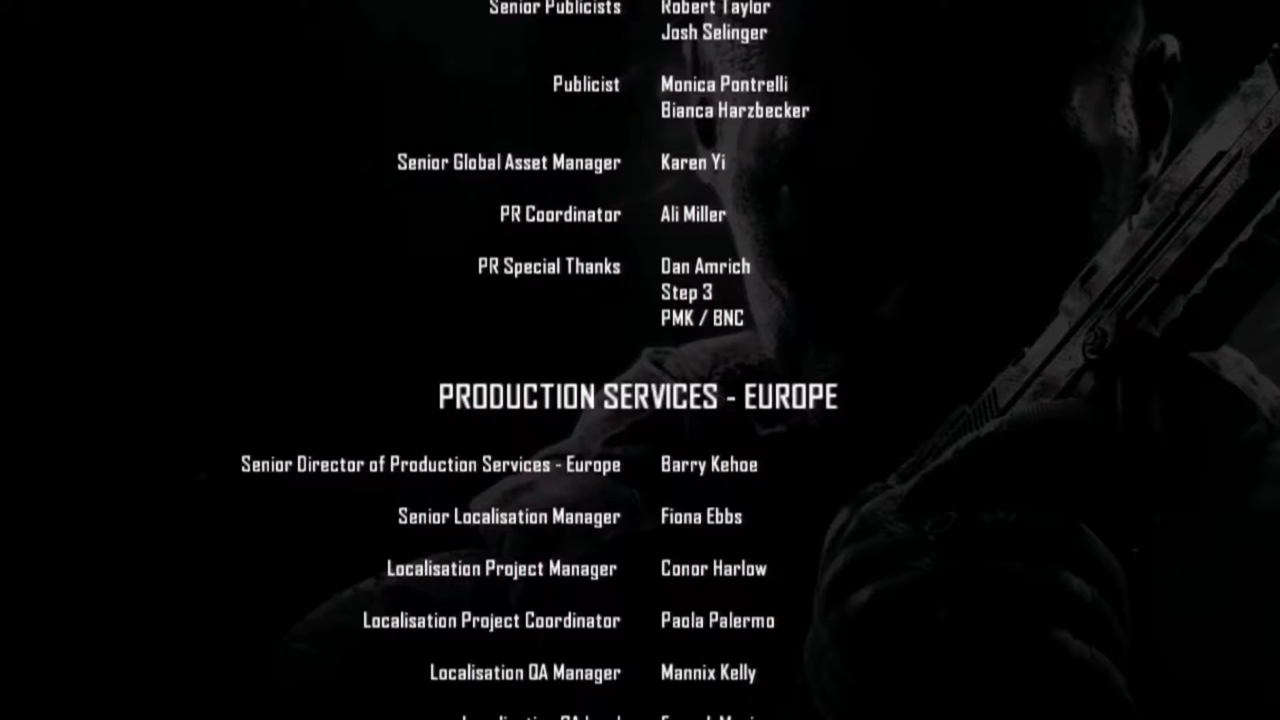 Senior Publicists Robert Taylor
Josh Selinger
Publicist Monica Pontrelli
Bianca Harzbecker
Senior Global Asset Manager Karen Yi
PR Coordinator Ali Miller
PR Special Thanks Dan Amrich
Step 3
PMK / BNC
PRODUCTION SERVICES - EUROPE
Senior Director of Production Services - Europe Barry Kehoe
Senior Localisation Manager Fiona Ebbs
Localisation Project Manager Conor Harlow
Localisation Project Coordinator Paola Palermo
Localisation QA Manager Mannix Kelly